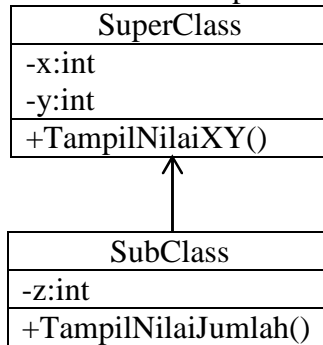 SuperClass
-x:int
-y:int
+TampilNilaiXY()
SubClass
-z:int
+TampilNilaiJumlah()